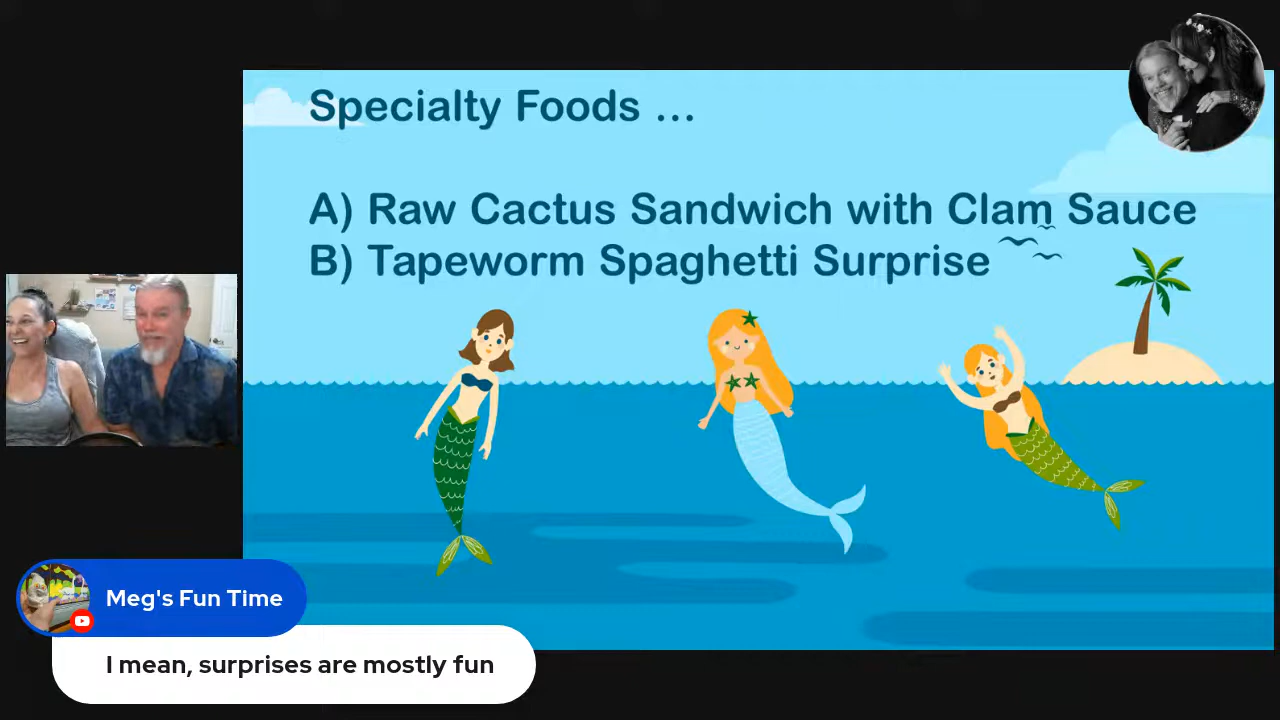 Specialty Foods ...
A) Raw Cactus Sandwich with Clam Sauce
B) Tapeworm Spaghetti Surprise
Meg's Fun Time
I mean, surprises are mostly fun